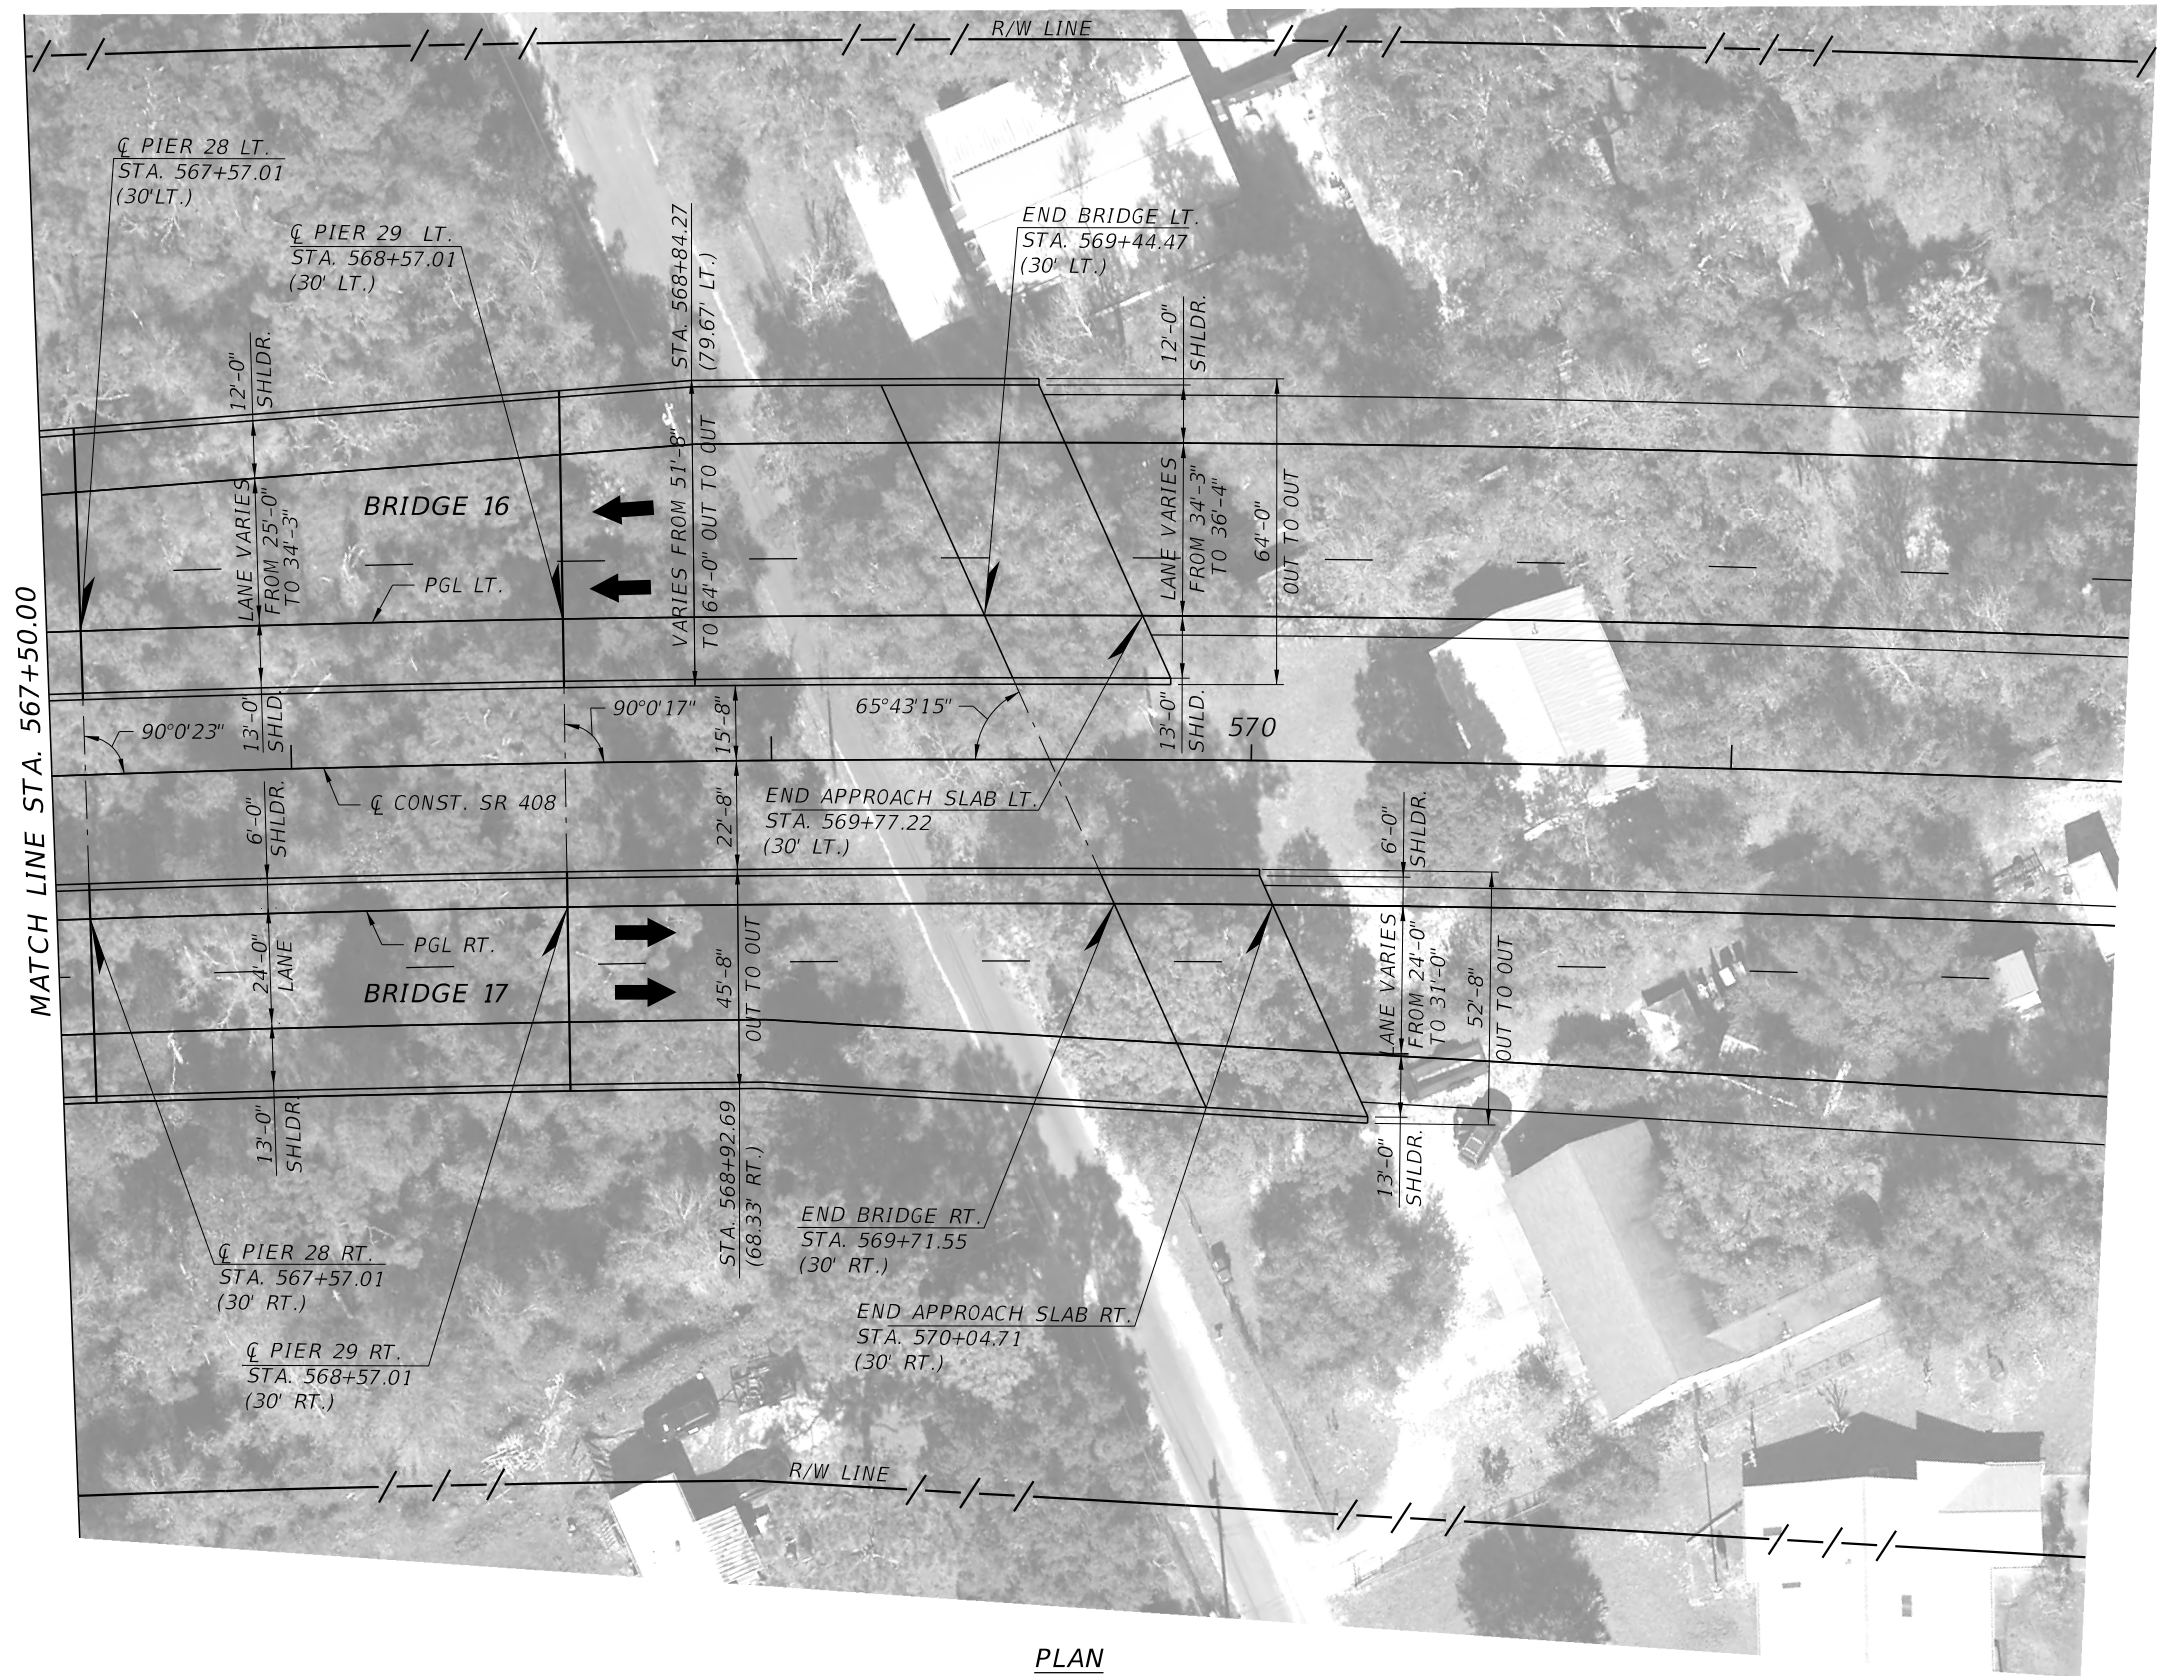 R/W LINE
℄ PIER 28 LT.
STA. 567+57.01
(30'LT.)
℄ PIER 29 LT.
STA. 568+57.01
(30' LT.)
STA. 568+84.27
(79.67' LT.)
END BRIDGE LT.
STA. 569+44.47
(30' LT.)
12'-0"
SHLDR.
12'-0"
SHLDR.
LANE VARIES
FROM 25'-0"
TO 34'-3"
BRIDGE 16
PGL LT.
VARIES FROM 51'-8"
TO 64'-0" OUT TO OUT
LANE VARIES
FROM 34'-3"
TO 36'-4"
64'-0"
OUT TO OUT
MATCH LINE STA. 567+50.00
90°0'23"
13'-0"
SHLD.
90°0'17"
15'-8"
65°43'15"
13'-0"
SHLD.
570
℄ CONST. SR 408
6'-0"
SHLDR.
22'-8"
END APPROACH SLAB LT.
STA. 569+77.22
(30' LT.)
6'-0"
SHLDR.
24'-0"
LANE
PGL RT.
BRIDGE 17
45'-8"
OUT TO OUT
LANE VARIES
FROM 24'-0"
TO 31'-0"
52'-8"
OUT TO OUT
13'-0"
SHLDR.
STA. 568+92.69
(68.33' RT.)
13'-0"
SHLDR.
END BRIDGE RT.
STA. 569+71.55
(30' RT.)
℄ PIER 28 RT.
STA. 567+57.01
(30' RT.)
END APPROACH SLAB RT.
STA. 570+04.71
(30' RT.)
℄ PIER 29 RT.
STA. 568+57.01
(30' RT.)
R/W LINE
PLAN